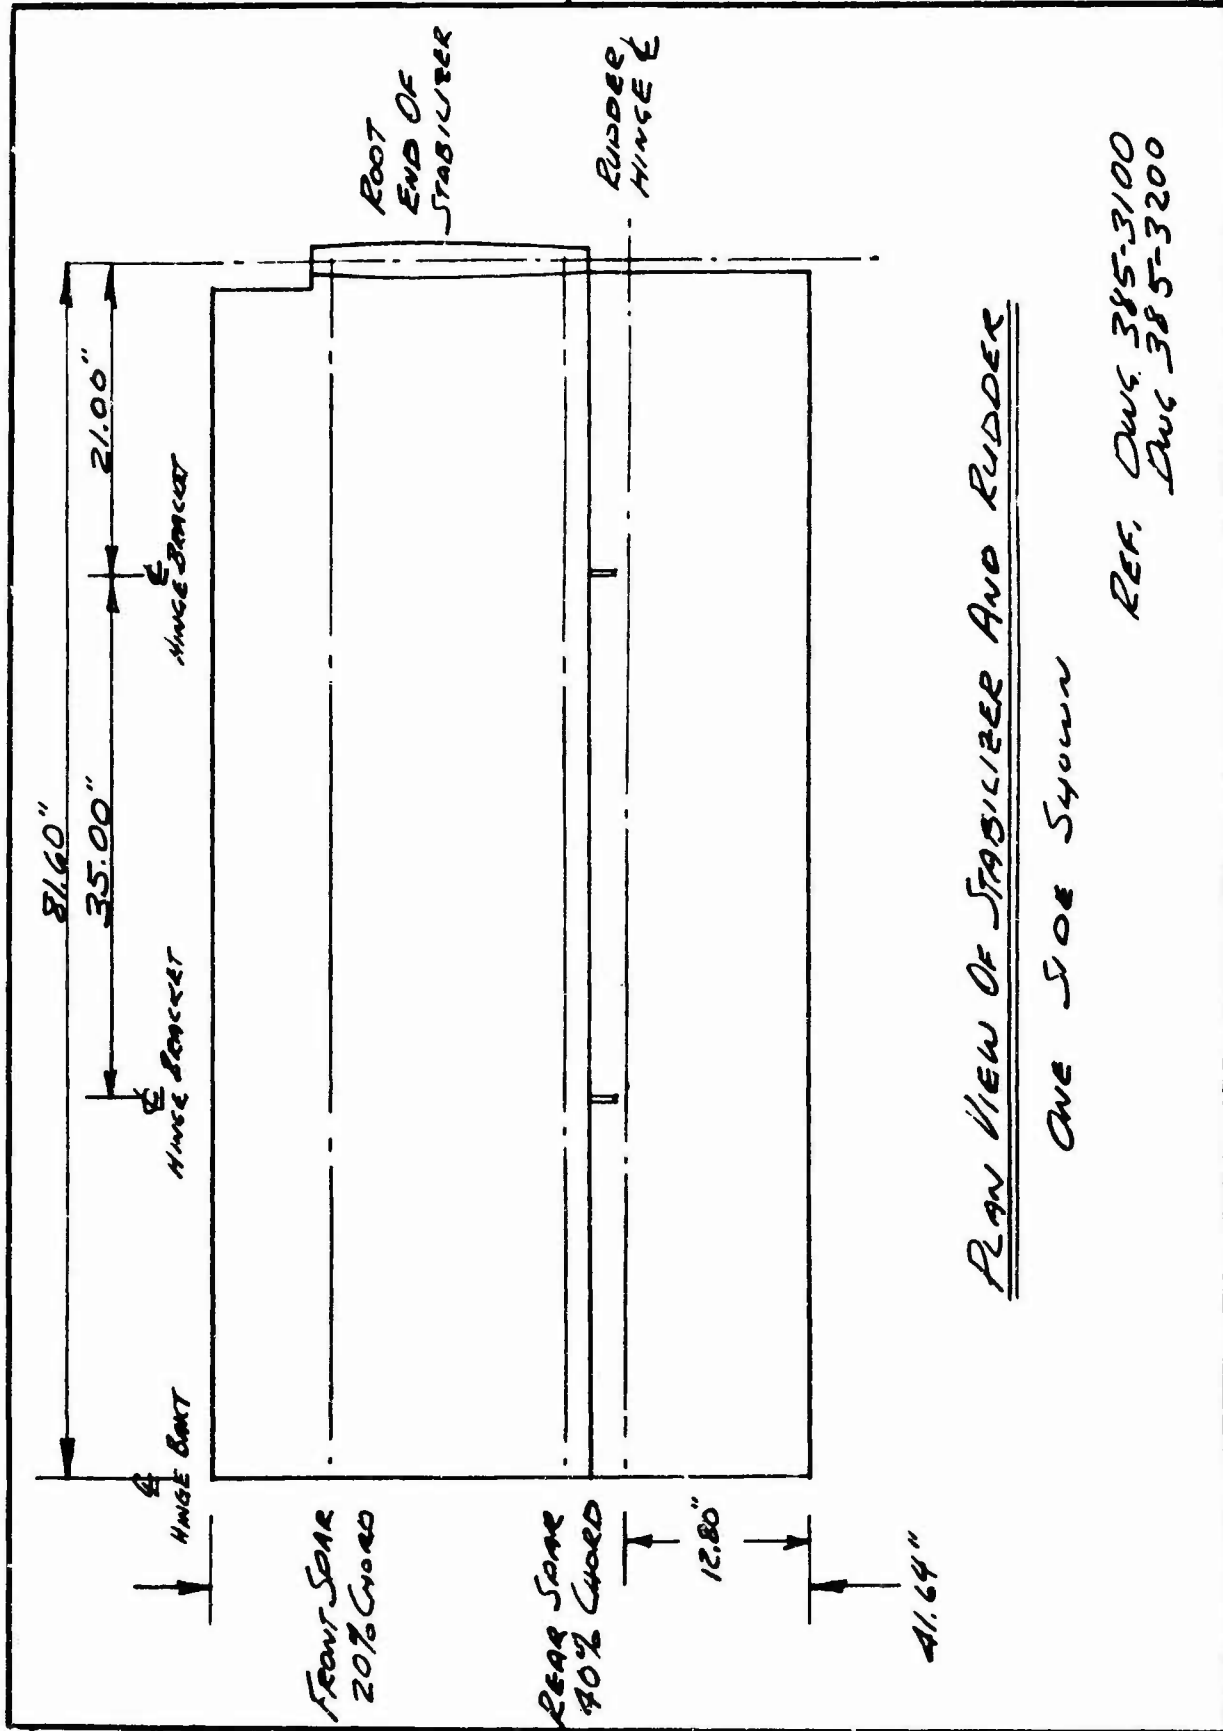 81.60"
35.00"
21.00"
℄
HINGE BRKT
℄
HINGE BRACKET
℄
HINGE BRACKET
ROOT
END OF
STABILIZER
RUDDER
HINGE ℄
FRONT SPAR
20% CHORD
REAR SPAR
40% CHORD
12.80"
41.64"
PLAN VIEW OF STABILIZER AND RUDDER
ONE SIDE SHOWN
REF. DWG. 385-3100
DWG 385-3200